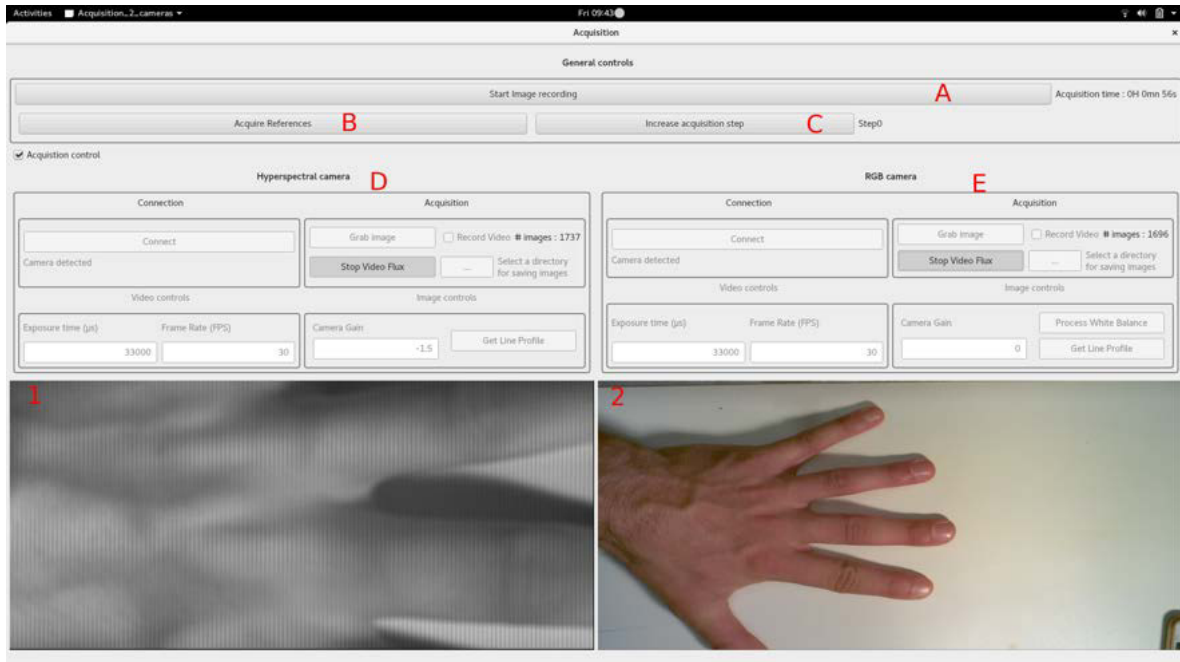 Activities Acquisition_2_cameras Fri 09:43
Acquisition
General controls
Start Image recording A Acquisition time : 0H 0mn 56s
Acquire References B Increase acquisition step C Step0
Acquistion control
Hyperspectral camera D RGB camera E
Connection Acquisition Connection Acquisition
Connect Grab image Record Video # images : 1737 Connect Grab image Record Video # images : 1696
Camera detected Stop Video Flux ... Select a directory for saving images Camera detected Stop Video Flux ... Select a directory for saving images
Video controls Image controls Video controls Image controls
Exposure time (µs) Frame Rate (FPS) Camera Gain Exposure time (µs) Frame Rate (FPS) Camera Gain Process White Balance
33000 30 -1.5 Get Line Profile 33000 30 0 Get Line Profile
1 2